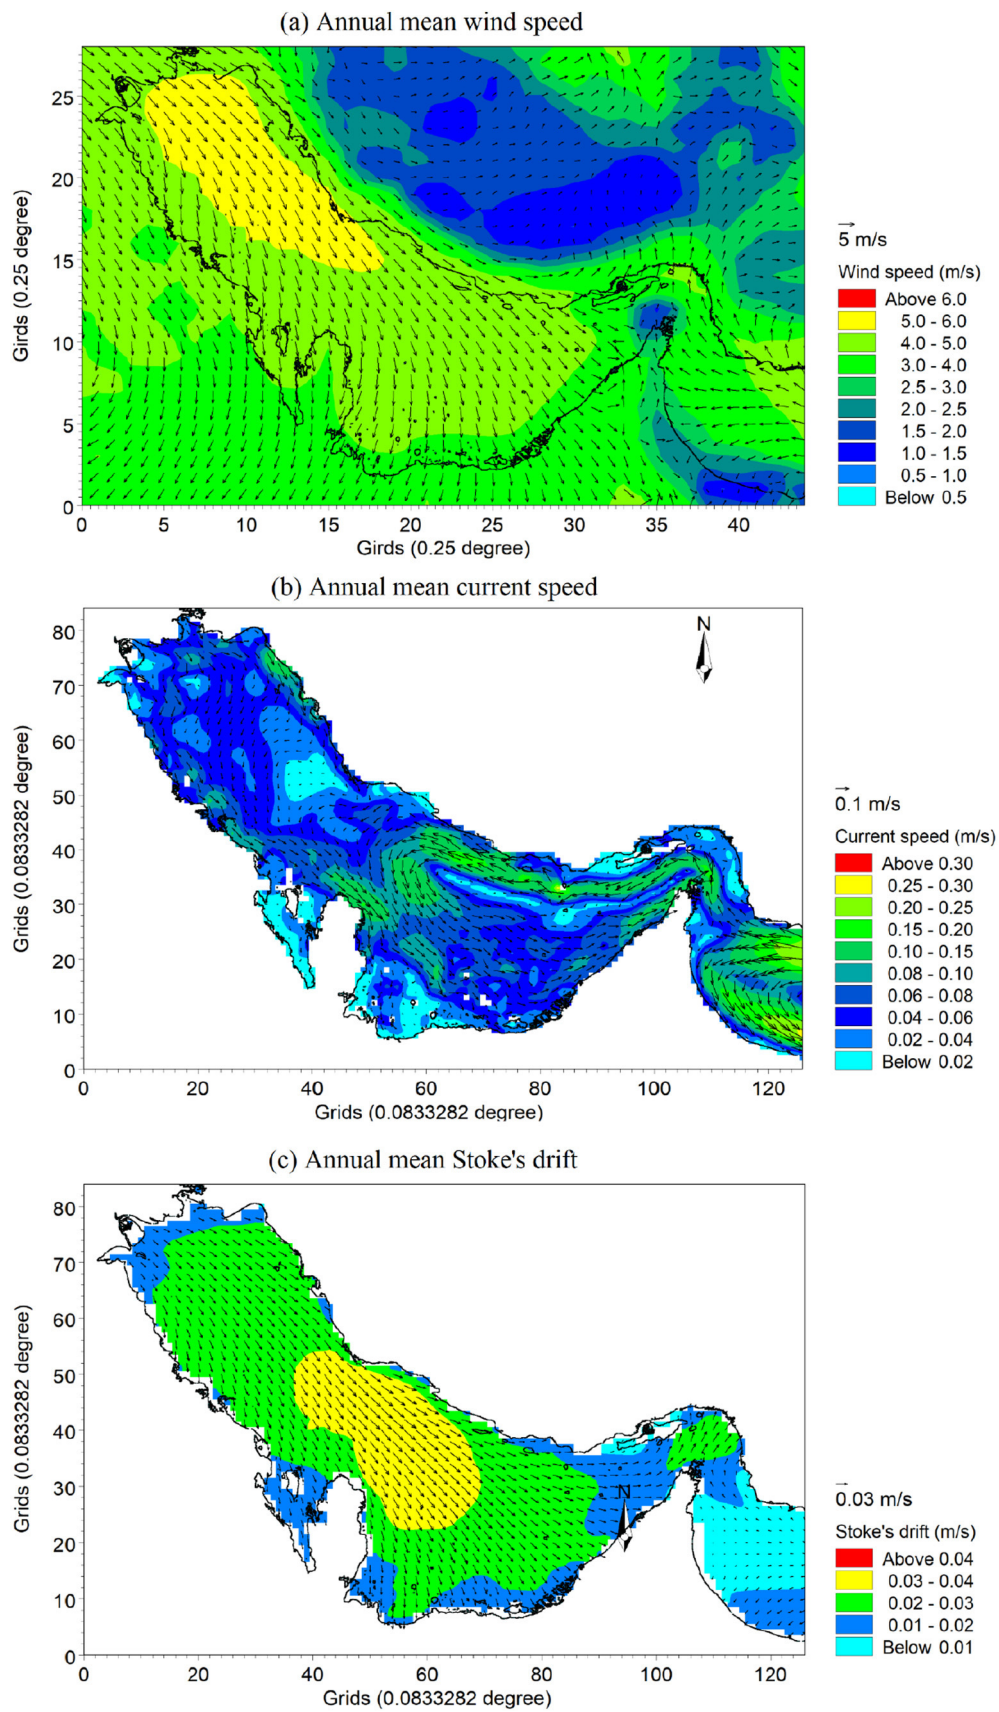 (a) Annual mean wind speed
25
20
15
10
5
0
Girds (0.25 degree)
0 5 10 15 20 25 30 35 40
Girds (0.25 degree)
5 m/s
Wind speed (m/s)
Above 6.0
5.0 - 6.0
4.0 - 5.0
3.0 - 4.0
2.5 - 3.0
2.0 - 2.5
1.5 - 2.0
1.0 - 1.5
0.5 - 1.0
Below 0.5
(b) Annual mean current speed
N
80
70
60
50
40
30
20
10
0
Grids (0.0833282 degree)
0 20 40 60 80 100 120
Grids (0.0833282 degree)
0.1 m/s
Current speed (m/s)
Above 0.30
0.25 - 0.30
0.20 - 0.25
0.15 - 0.20
0.10 - 0.15
0.08 - 0.10
0.06 - 0.08
0.04 - 0.06
0.02 - 0.04
Below 0.02
(c) Annual mean Stoke's drift
80
70
60
50
40
30
20
10
0
Grids (0.0833282 degree)
N
0 20 40 60 80 100 120
Grids (0.0833282 degree)
0.03 m/s
Stoke's drift (m/s)
Above 0.04
0.03 - 0.04
0.02 - 0.03
0.01 - 0.02
Below 0.01